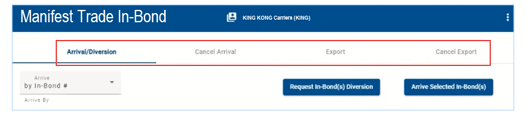 Manifest Trade In-Bond KING KONG Carriers (KING)
Arrival/Diversion Cancel Arrival Export Cancel Export
Arrive
by In-Bond # Request In-Bond(s) Diversion Arrive Selected In-Bond(s)
Arrive By